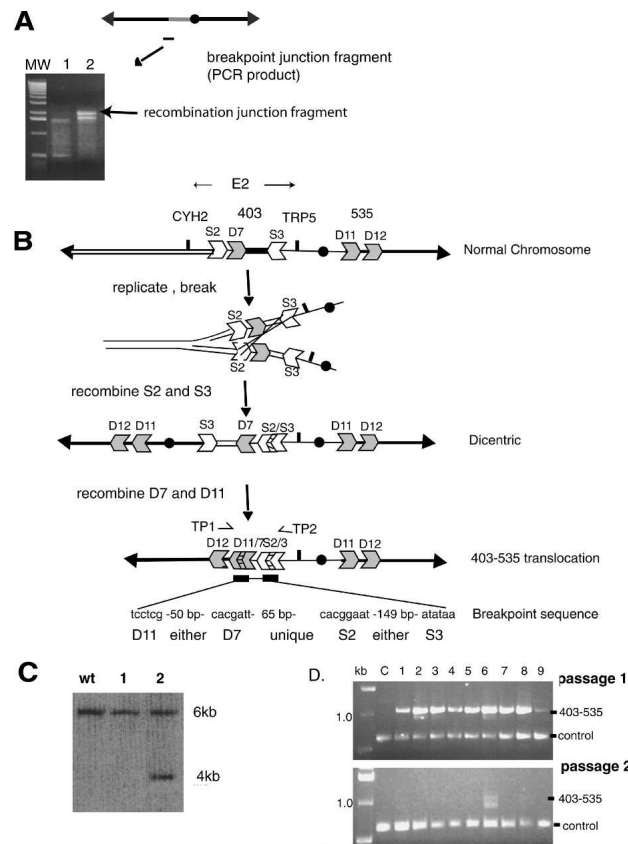 A
MW 1 2
breakpoint junction fragment
(PCR product)
recombination junction fragment
← E2 →
CYH2 403 TRP5 535
B
S2 D7 S3 D11 D12
Normal Chromosome
replicate , break
S2 S3
S2 S3
recombine S2 and S3
D12 D11 S3 D7 S2/S3 D11 D12
Dicentric
recombine D7 and D11
TP1 TP2
D12 D11/7 S2/3 D11 D12
403-535 translocation
tcctcg -50 bp- cacgatt- 65 bp- cacggaat -149 bp- atataa
Breakpoint sequence
D11 either D7 unique S2 either S3
C
wt 1 2
6kb
4kb
D.
kb C 1 2 3 4 5 6 7 8 9
passage 1
1.0
403-535
control
passage 2
1.0
403-535
control